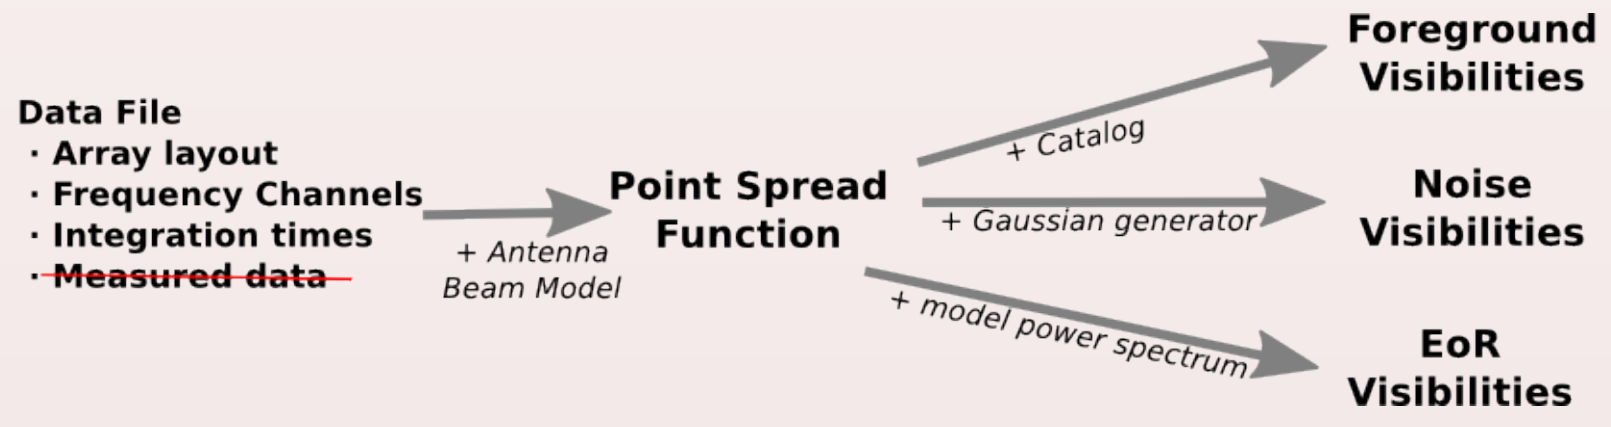 Data File
· Array layout
· Frequency Channels
· Integration times
· Measured data
+ Antenna
Beam Model
Point Spread
Function
+ Catalog
Foreground
Visibilities
+ Gaussian generator
Noise
Visibilities
+ model power spectrum
EoR
Visibilities